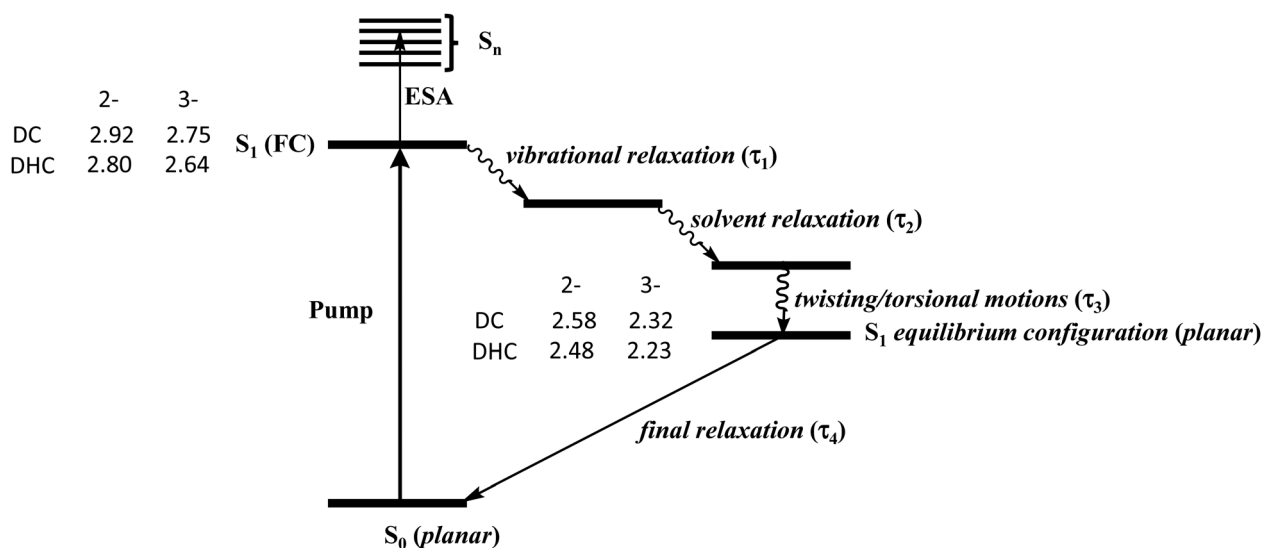 Sn
ESA
2- 3-
DC 2.92 2.75
DHC 2.80 2.64
S1 (FC)
vibrational relaxation (τ1)
solvent relaxation (τ2)
Pump
2- 3-
DC 2.58 2.32
DHC 2.48 2.23
twisting/torsional motions (τ3)
S1 equilibrium configuration (planar)
final relaxation (τ4)
S0 (planar)